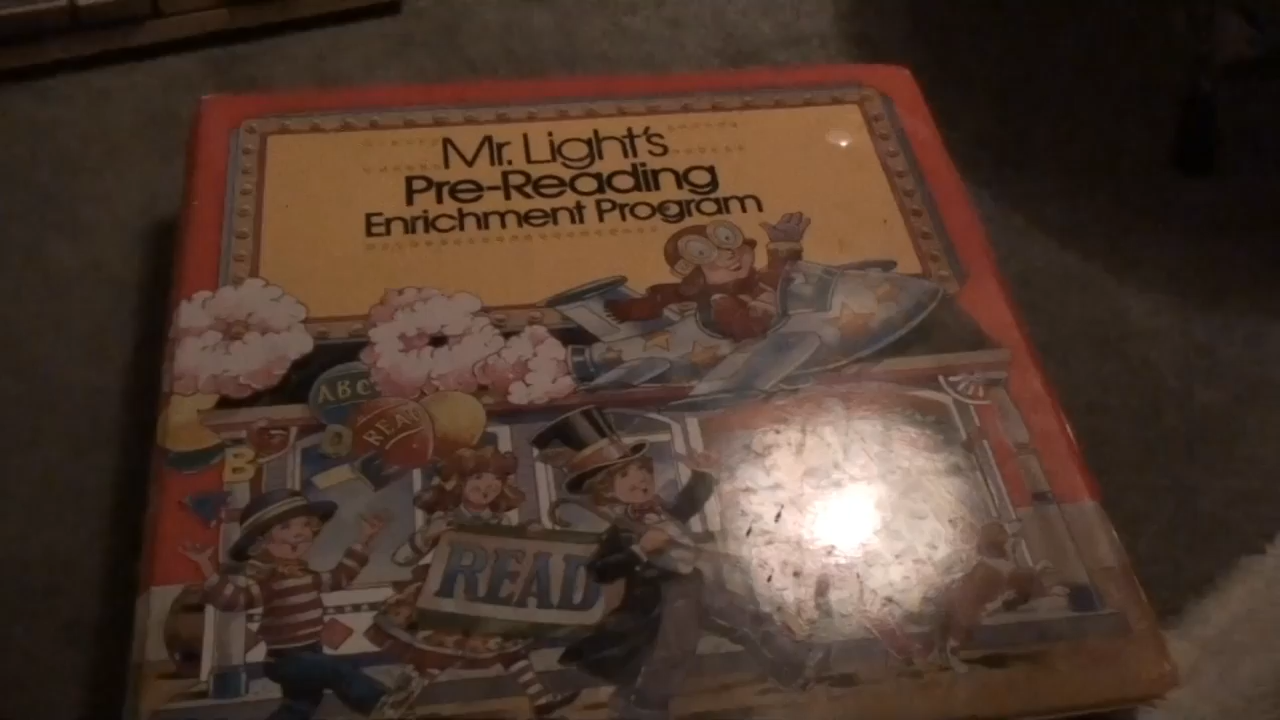 Mr. Light's
Pre-Reading
Enrichment Program
ABC
READ
B
READ